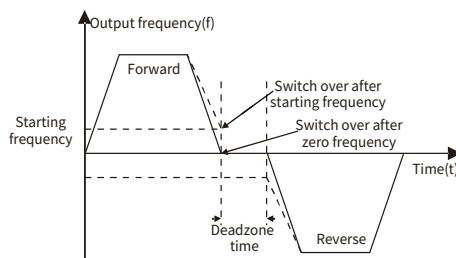 Output frequency(f)
Forward
Switch over after
starting frequency
Starting
frequency
Switch over after
zero frequency
Time(t)
Deadzone
time
Reverse